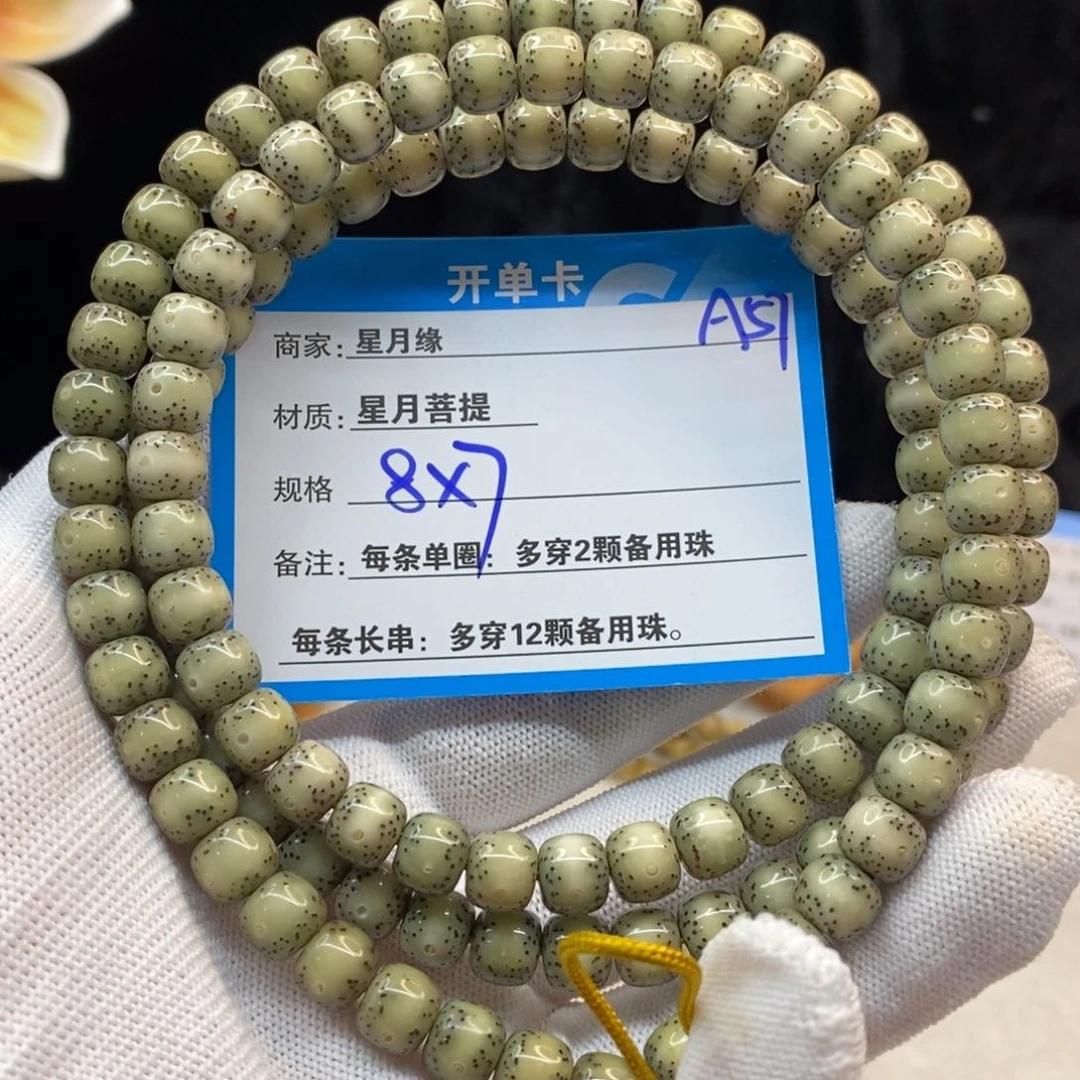 开单卡
A57
商家：星月缘
材质：星月菩提
规格 8x7
备注：每条单圈：多穿2颗备用珠
每条长串：多穿12颗备用珠。